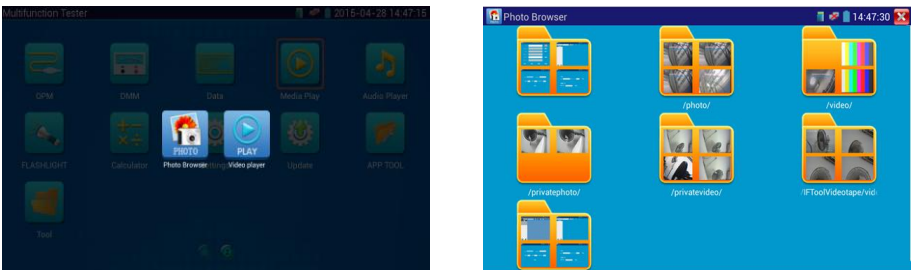 Multifunction Tester
2015-04-28 14:47:15
OPM
DMM
Data
Media Play
Audio Player
FLASHLIGHT
Calculator
Update
APP TOOL
PHOTO
PLAY
Photo Browser
Video player
Tool
Photo Browser
14:47:30
/photo/
/video/
/privatephoto/
/privatevideo/
/IFToolVideotape/vid